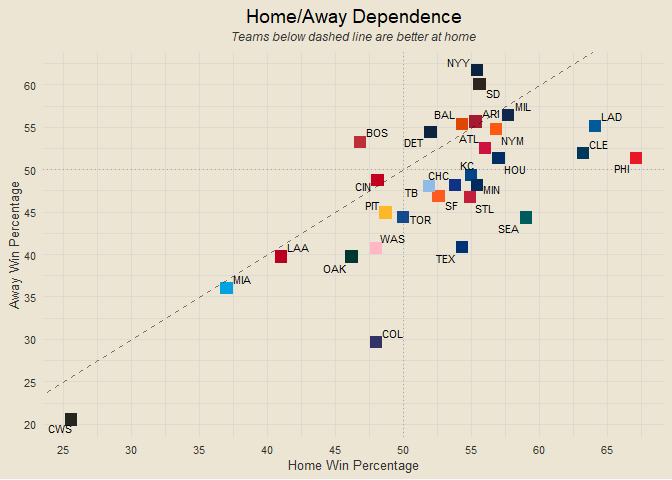 Home/Away Dependence
Teams below dashed line are better at home
NYY
SD
MIL
BAL
ARI
LAD
BOS
DET
ATL
NYM
CLE
HOU
PHI
KC
CHC
CIN
TB
MIN
PIT
SF
STL
TOR
SEA
WAS
LAA
OAK
TEX
MIA
COL
CWS
60
55
50
45
40
35
30
25
20
Away Win Percentage
25 30 35 40 45 50 55 60 65
Home Win Percentage